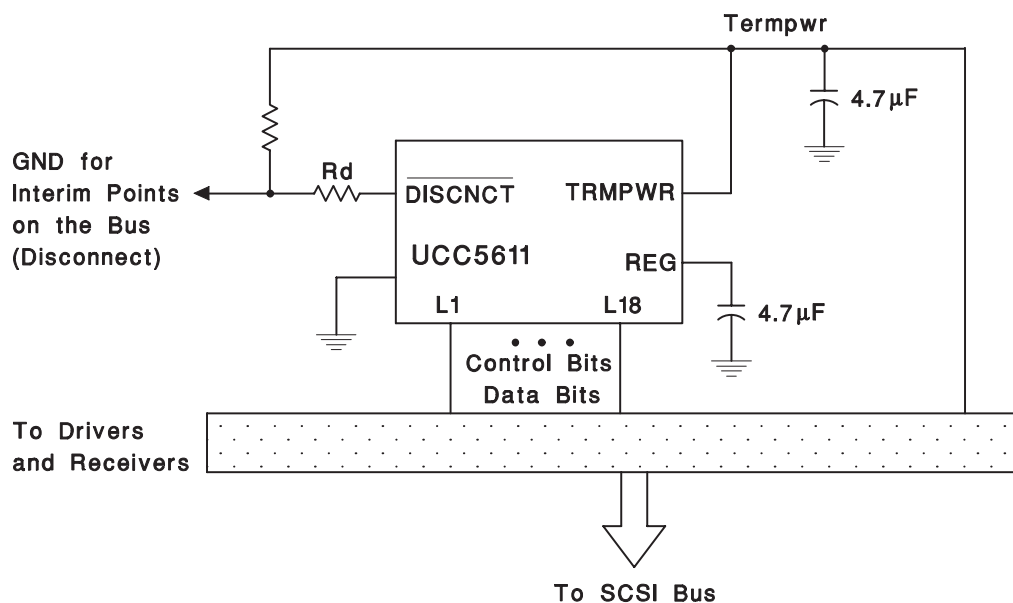 Termpwr
4.7μF
GND for
Interim Points
on the Bus
(Disconnect)
Rd
DISCNCT
TRMPWR
UCC5611
REG
L1
L18
4.7μF
Control Bits
Data Bits
To Drivers
and Receivers
To SCSI Bus